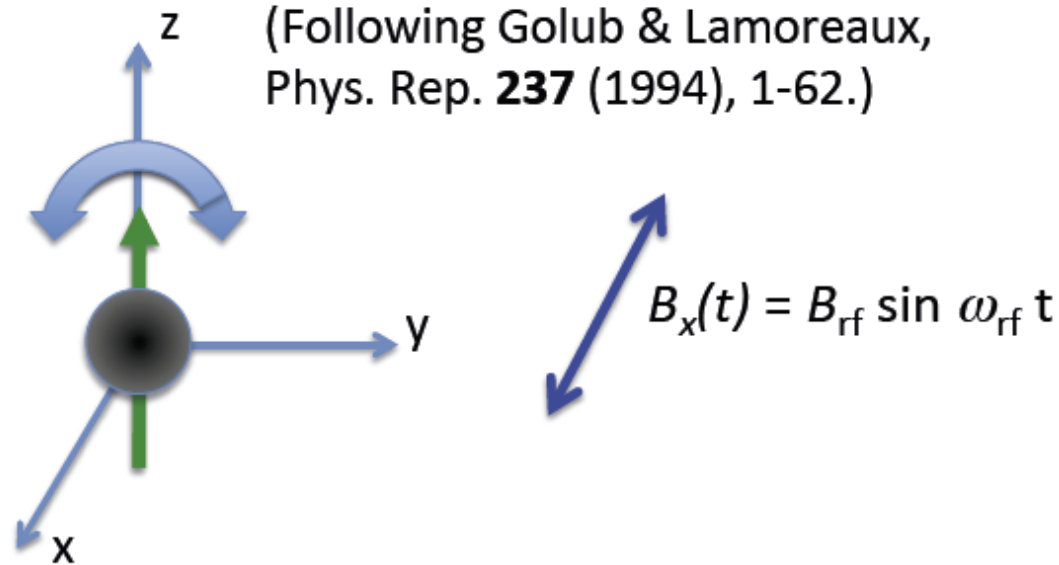 z
(Following Golub & Lamoreaux,
Phys. Rep. 237 (1994), 1-62.)
y
Bx(t) = Brf sin ωrf t
x